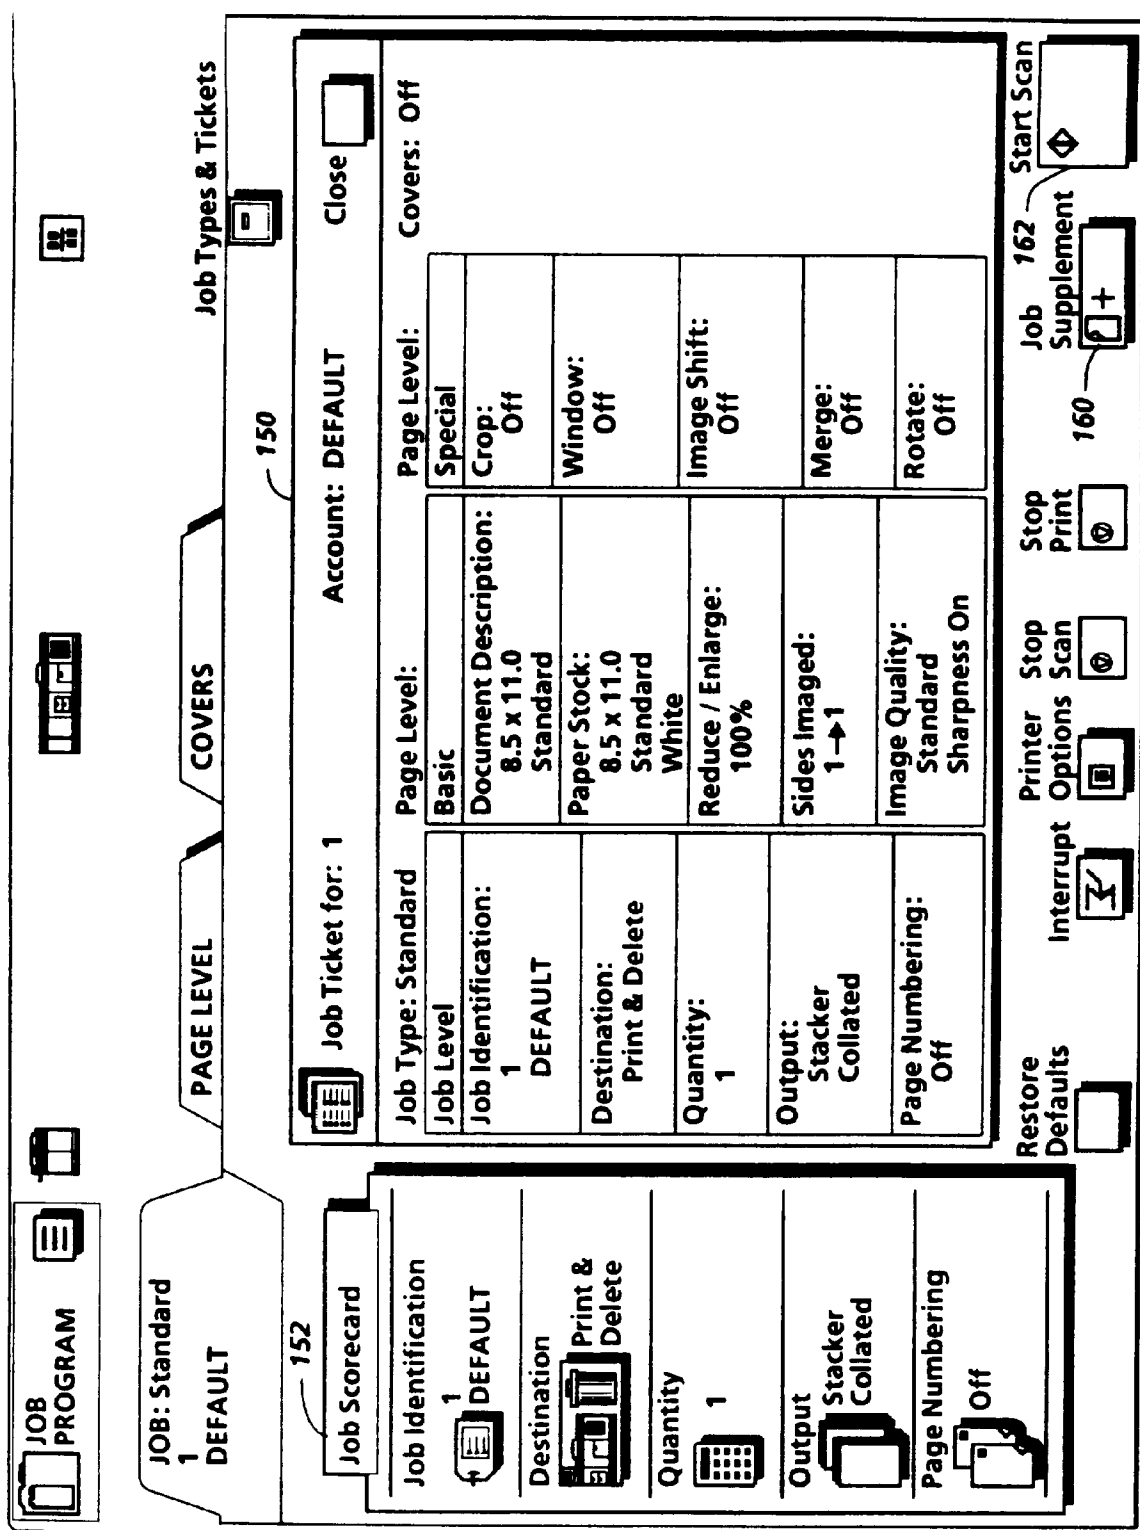 JOB
PROGRAM
JOB: Standard
1
DEFAULT
PAGE LEVEL
COVERS
Job Types & Tickets
152
Job Scorecard
Job Identification
1
DEFAULT
Destination
Print &
Delete
Quantity
1
Output
Stacker
Collated
Page Numbering
Off
150
Job Ticket for: 1
Account: DEFAULT
Close
Job Type: Standard
Job Level
Job Identification:
1
DEFAULT
Destination:
Print & Delete
Quantity:
1
Output:
Stacker
Collated
Page Numbering:
Off
Page Level:
Basic
Document Description:
8.5 x 11.0
Standard
Paper Stock:
8.5 x 11.0
Standard
White
Reduce / Enlarge:
100%
Sides Imaged:
1→1
Image Quality:
Standard
Sharpness On
Page Level:
Special
Crop:
Off
Window:
Off
Image Shift:
Off
Merge:
Off
Rotate:
Off
Covers: Off
Restore
Defaults
Interrupt
Printer
Options
Stop
Scan
Stop
Print
160
Job
Supplement
162
Start Scan